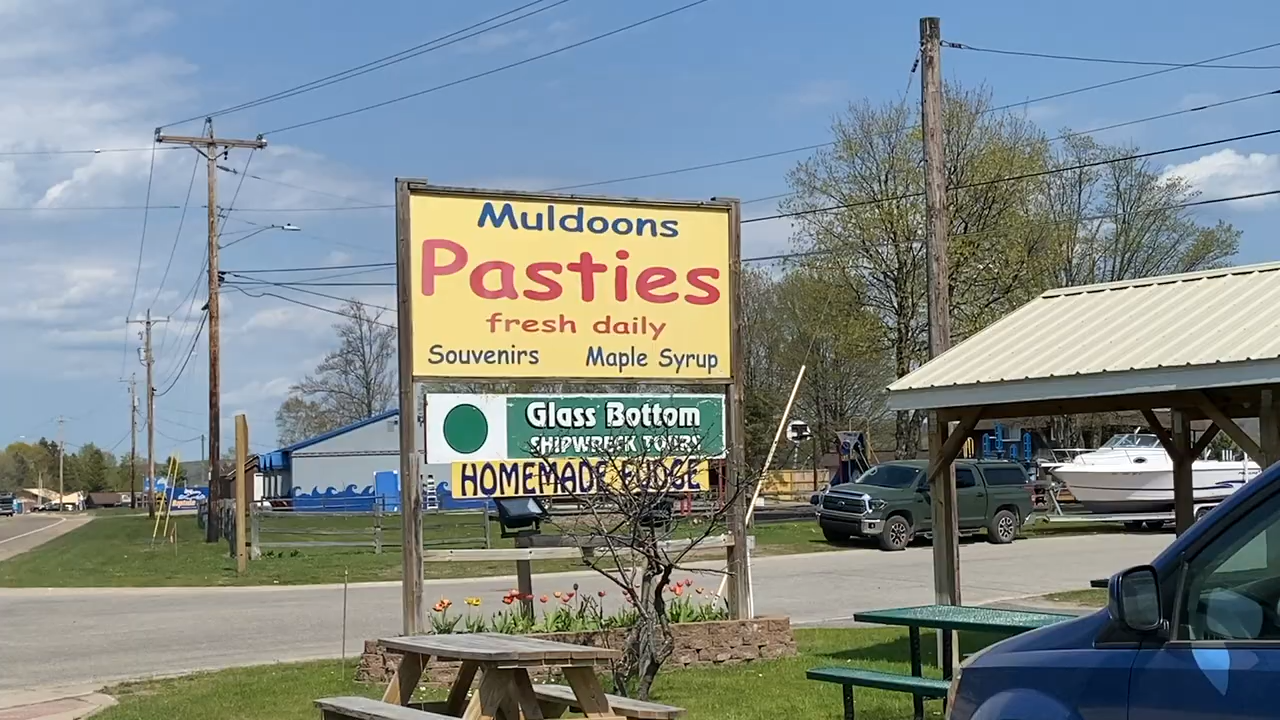 Muldoons
Pasties
fresh daily
Souvenirs Maple Syrup
Glass Bottom
SHIPWRECK TOURS
HOMEMADE FUDGE